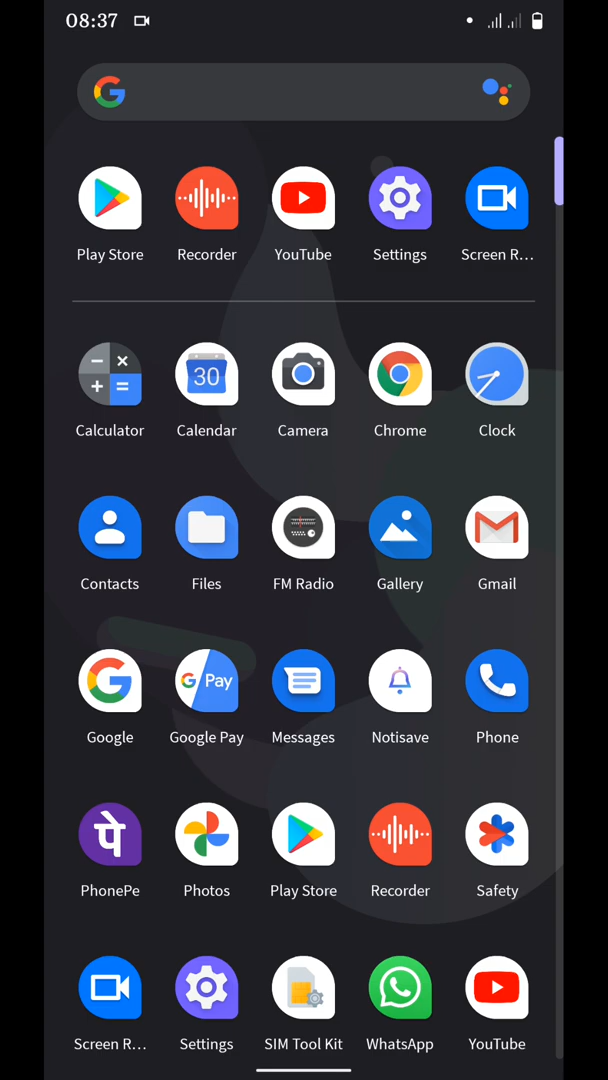 08:37
Play Store Recorder YouTube Settings Screen R...
Calculator 30 Calendar Camera Chrome Clock
Contacts Files FM Radio Gallery Gmail
G Pay
Google Google Pay Messages Notisave Phone
पे
PhonePe Photos Play Store Recorder Safety
Screen R... Settings SIM Tool Kit WhatsApp YouTube